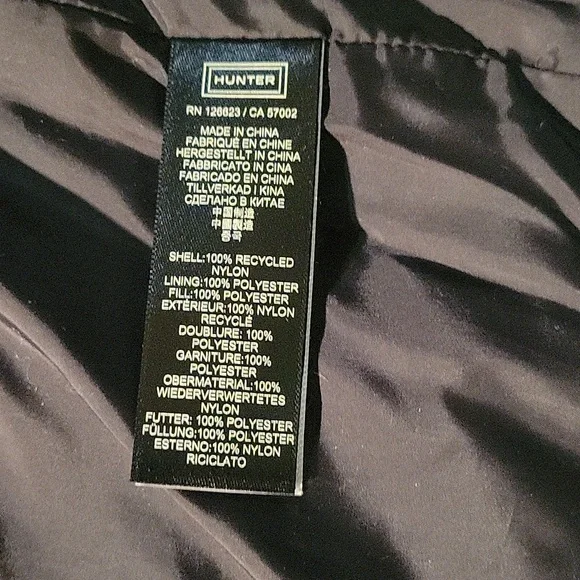 HUNTER
RN 126623 / CA 57002
MADE IN CHINA
FABRIQUÉ EN CHINE
HERGESTELLT IN CHINA
FABBRICATO IN CINA
FABRICADO EN CHINA
TILLVERKAD I KINA
СДЕЛАНО В КИТАЕ
中国制造
中國製造
중국
SHELL:100% RECYCLED
NYLON
LINING:100% POLYESTER
FILL:100% POLYESTER
EXTÉRIEUR:100% NYLON
RECYCLÉ
DOUBLURE: 100%
POLYESTER
GARNITURE:100%
POLYESTER
OBERMATERIAL:100%
WIEDERVERWERTETES
NYLON
FUTTER: 100% POLYESTER
FÜLLUNG:100% POLYESTER
ESTERNO:100% NYLON
RICICLATO